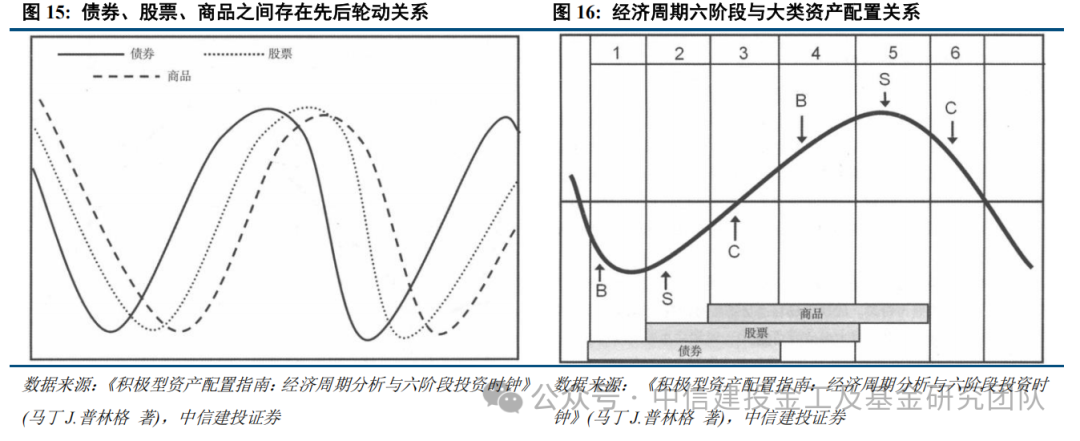 图 15：债券、股票、商品之间存在先后轮动关系
债券 股票
商品
数据来源：《积极型资产配置指南：经济周期分析与六阶段投资时钟》
(马丁 J.普林格 著)，中信建投证券
图 16：经济周期六阶段与大类资产配置关系
1 2 3 4 5 6
B S C
C
B S
商品
股票
债券
数据来源：《积极型资产配置指南：经济周期分析与六阶段投资时
钟》(马丁 J.普林格 著)，中信建投证券
公众号·中信建投金工及基金研究团队